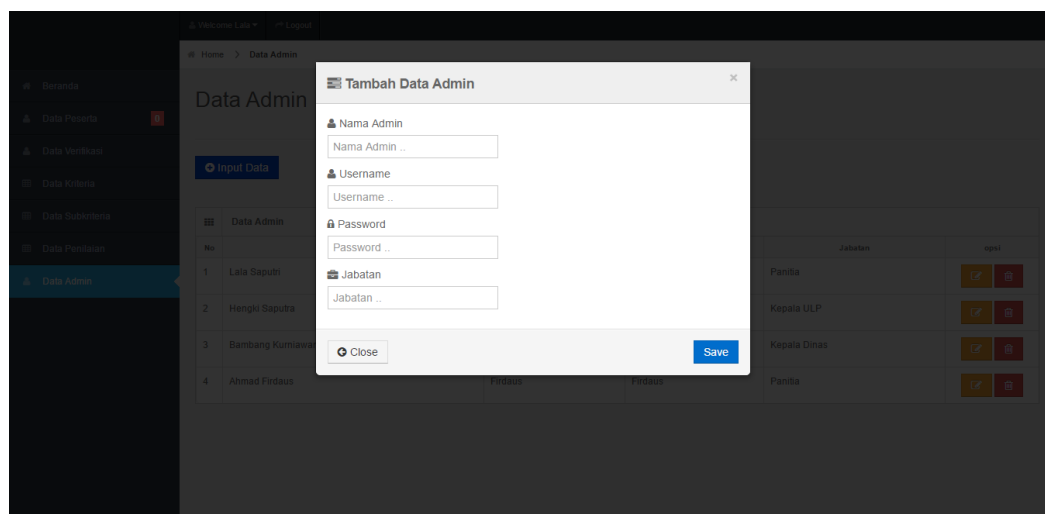 Welcome Lala Logout
Home > Data Admin
Beranda
Data Peserta 0
Data Verifikasi
Data Kriteria
Data Subkriteria
Data Penilaian
Data Admin
Data Admin
Input Data
Data Admin
No Jabatan opsi
1 Lala Saputri Panitia
2 Hengki Saputra Kepala ULP
3 Bambang Kurniawan Kepala Dinas
4 Ahmad Firdaus Firdaus Firdaus Panitia
Tambah Data Admin ×
Nama Admin
Nama Admin ..
Username
Username ..
Password
Password ..
Jabatan
Jabatan ..
Close Save